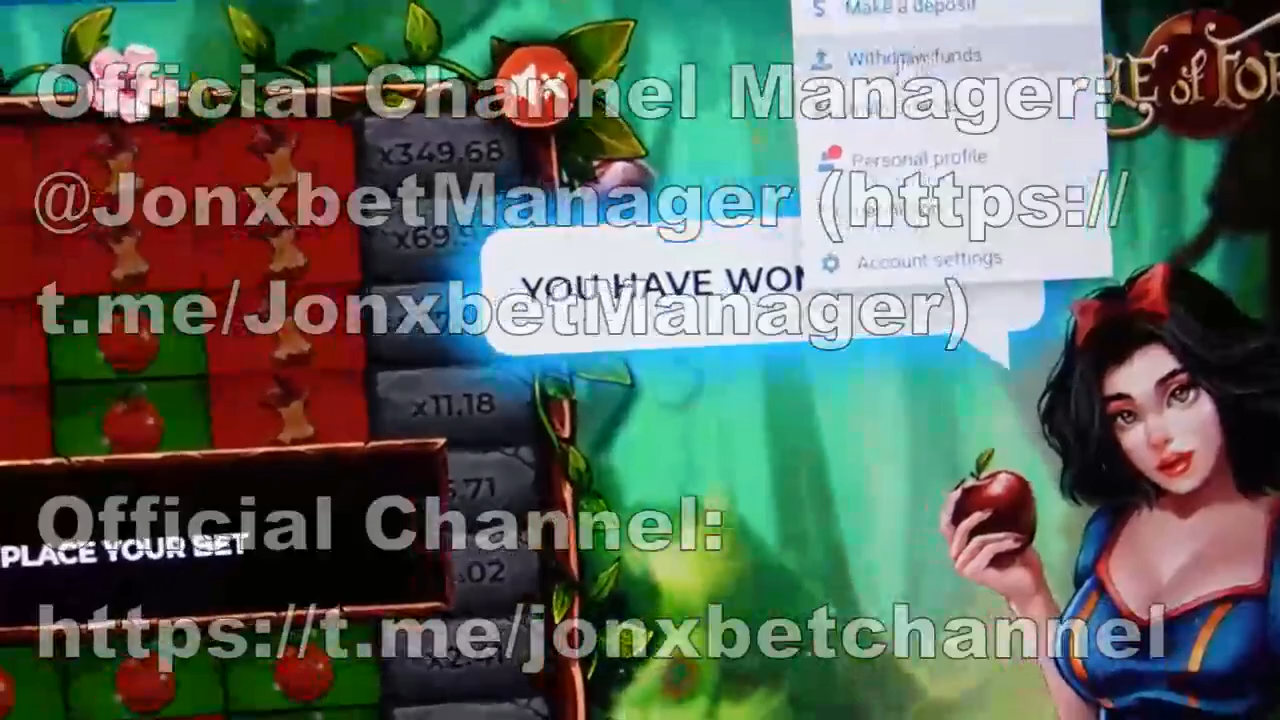 Make a deposit
Withdraw funds
Official Channel Manager:
x349.68
Personal profile
@JonxbetManager (https://
Account settings
YOU HAVE WON
t.me/JonxbetManager)
x11.18
Official Channel:
PLACE YOUR BET
https://t.me/jonxbetchannel